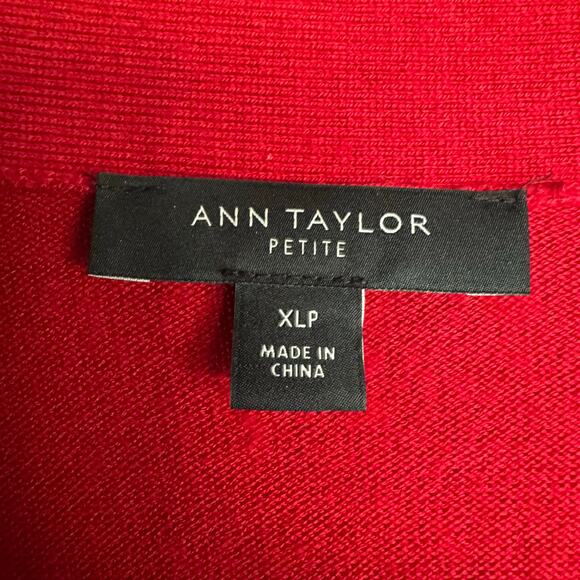 ANN TAYLOR
PETITE
XLP
MADE IN
CHINA